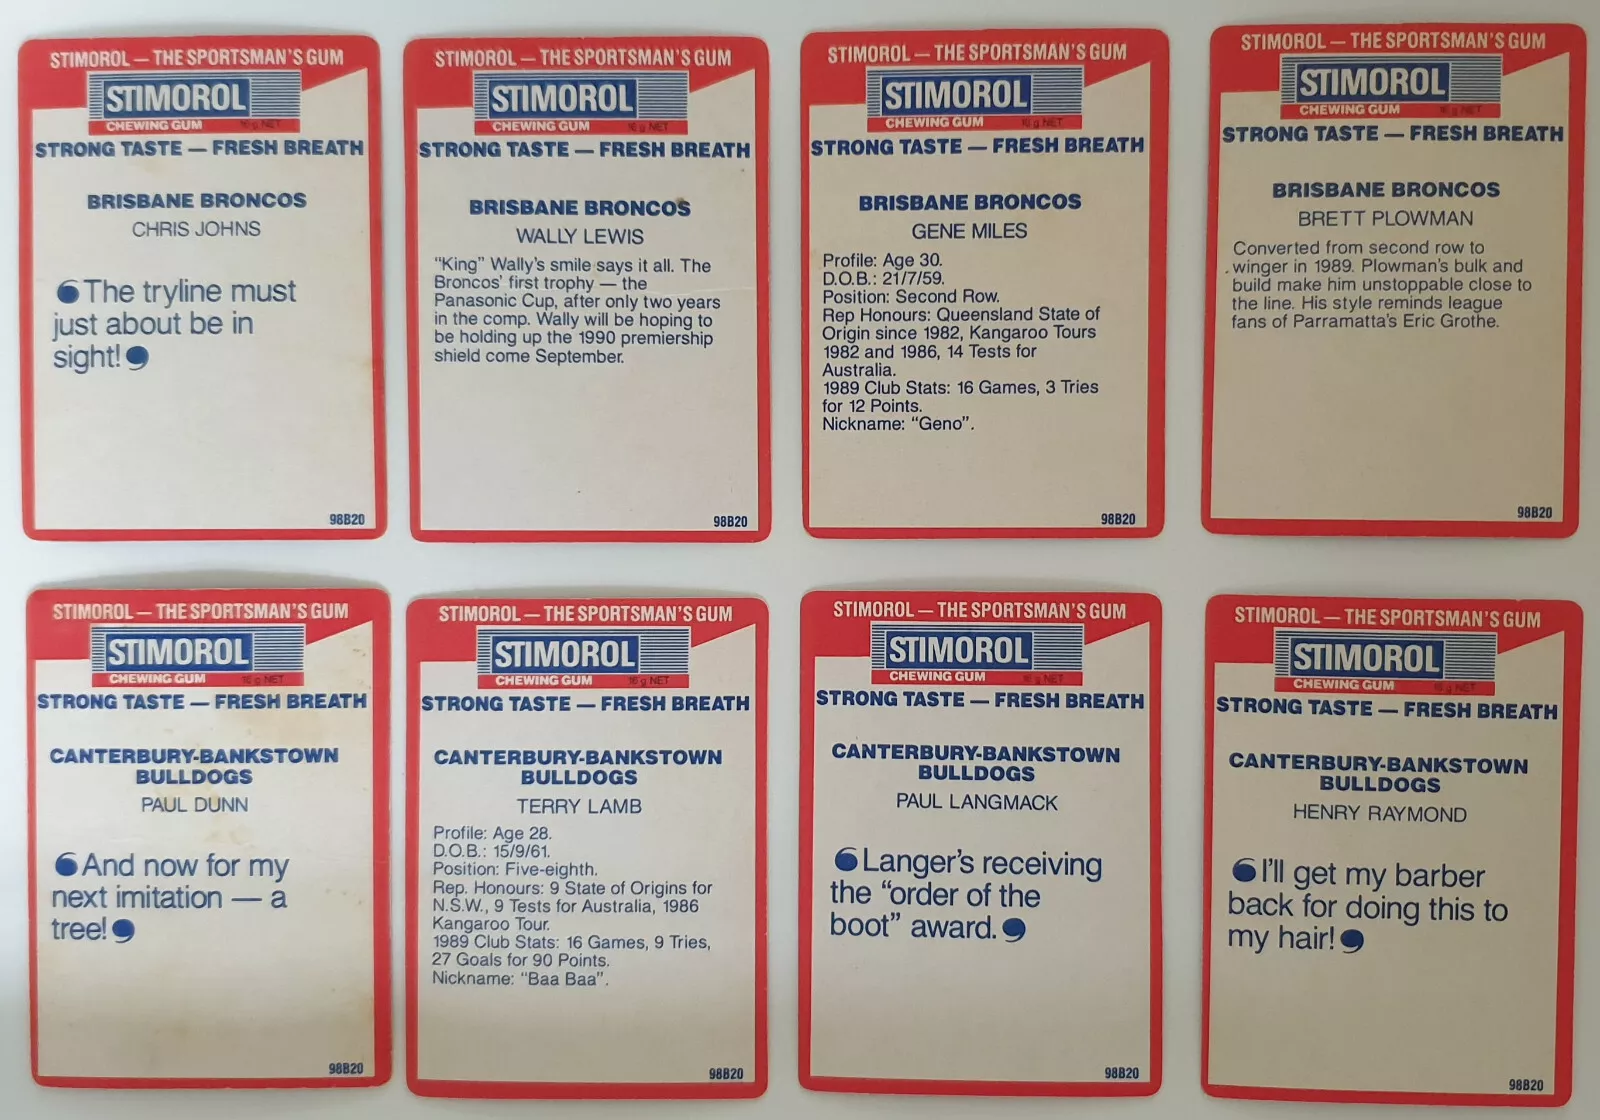 STIMOROL — THE SPORTSMAN'S GUM
STIMOROL
CHEWING GUM 16 g NET
STRONG TASTE — FRESH BREATH
BRISBANE BRONCOS
CHRIS JOHNS
❛The tryline must
just about be in
sight!❜
98B20
STIMOROL — THE SPORTSMAN'S GUM
STIMOROL
CHEWING GUM 16 g NET
STRONG TASTE — FRESH BREATH
BRISBANE BRONCOS
WALLY LEWIS
"King" Wally's smile says it all. The
Broncos' first trophy — the
Panasonic Cup, after only two years
in the comp. Wally will be hoping to
be holding up the 1990 premiership
shield come September.
98B20
STIMOROL — THE SPORTSMAN'S GUM
STIMOROL
CHEWING GUM 16 g NET
STRONG TASTE — FRESH BREATH
BRISBANE BRONCOS
GENE MILES
Profile: Age 30.
D.O.B.: 21/7/59.
Position: Second Row.
Rep Honours: Queensland State of
Origin since 1982, Kangaroo Tours
1982 and 1986, 14 Tests for
Australia.
1989 Club Stats: 16 Games, 3 Tries
for 12 Points.
Nickname: "Geno".
98B20
STIMOROL — THE SPORTSMAN'S GUM
STIMOROL
CHEWING GUM 16 g NET
STRONG TASTE — FRESH BREATH
BRISBANE BRONCOS
BRETT PLOWMAN
Converted from second row to
winger in 1989. Plowman's bulk and
build make him unstoppable close to
the line. His style reminds league
fans of Parramatta's Eric Grothe.
98B20
STIMOROL — THE SPORTSMAN'S GUM
STIMOROL
CHEWING GUM 16 g NET
STRONG TASTE — FRESH BREATH
CANTERBURY-BANKSTOWN
BULLDOGS
PAUL DUNN
❛And now for my
next imitation — a
tree!❜
98B20
STIMOROL — THE SPORTSMAN'S GUM
STIMOROL
CHEWING GUM 16 g NET
STRONG TASTE — FRESH BREATH
CANTERBURY-BANKSTOWN
BULLDOGS
TERRY LAMB
Profile: Age 28.
D.O.B.: 15/9/61.
Position: Five-eighth.
Rep. Honours: 9 State of Origins for
N.S.W., 9 Tests for Australia, 1986
Kangaroo Tour.
1989 Club Stats: 16 Games, 9 Tries,
27 Goals for 90 Points.
Nickname: "Baa Baa".
98B20
STIMOROL — THE SPORTSMAN'S GUM
STIMOROL
CHEWING GUM 16 g NET
STRONG TASTE — FRESH BREATH
CANTERBURY-BANKSTOWN
BULLDOGS
PAUL LANGMACK
❛Langer's receiving
the "order of the
boot" award.❜
98B20
STIMOROL — THE SPORTSMAN'S GUM
STIMOROL
CHEWING GUM 16 g NET
STRONG TASTE — FRESH BREATH
CANTERBURY-BANKSTOWN
BULLDOGS
HENRY RAYMOND
❛I'll get my barber
back for doing this to
my hair!❜
98B20